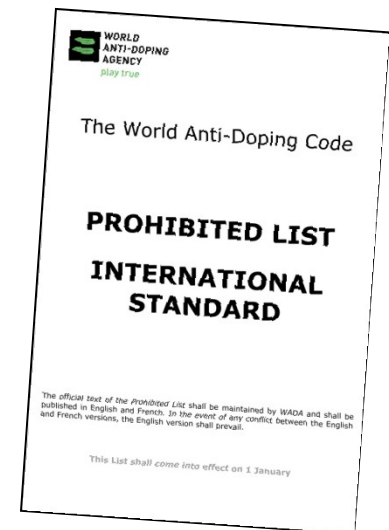 WORLD
ANTI-DOPING
AGENCY
play true
The World Anti-Doping Code
PROHIBITED LIST
INTERNATIONAL
STANDARD
The official text of the Prohibited List shall be maintained by WADA and shall be
published in English and French. In the event of any conflict between the English
and French versions, the English version shall prevail.
This List shall come into effect on 1 January